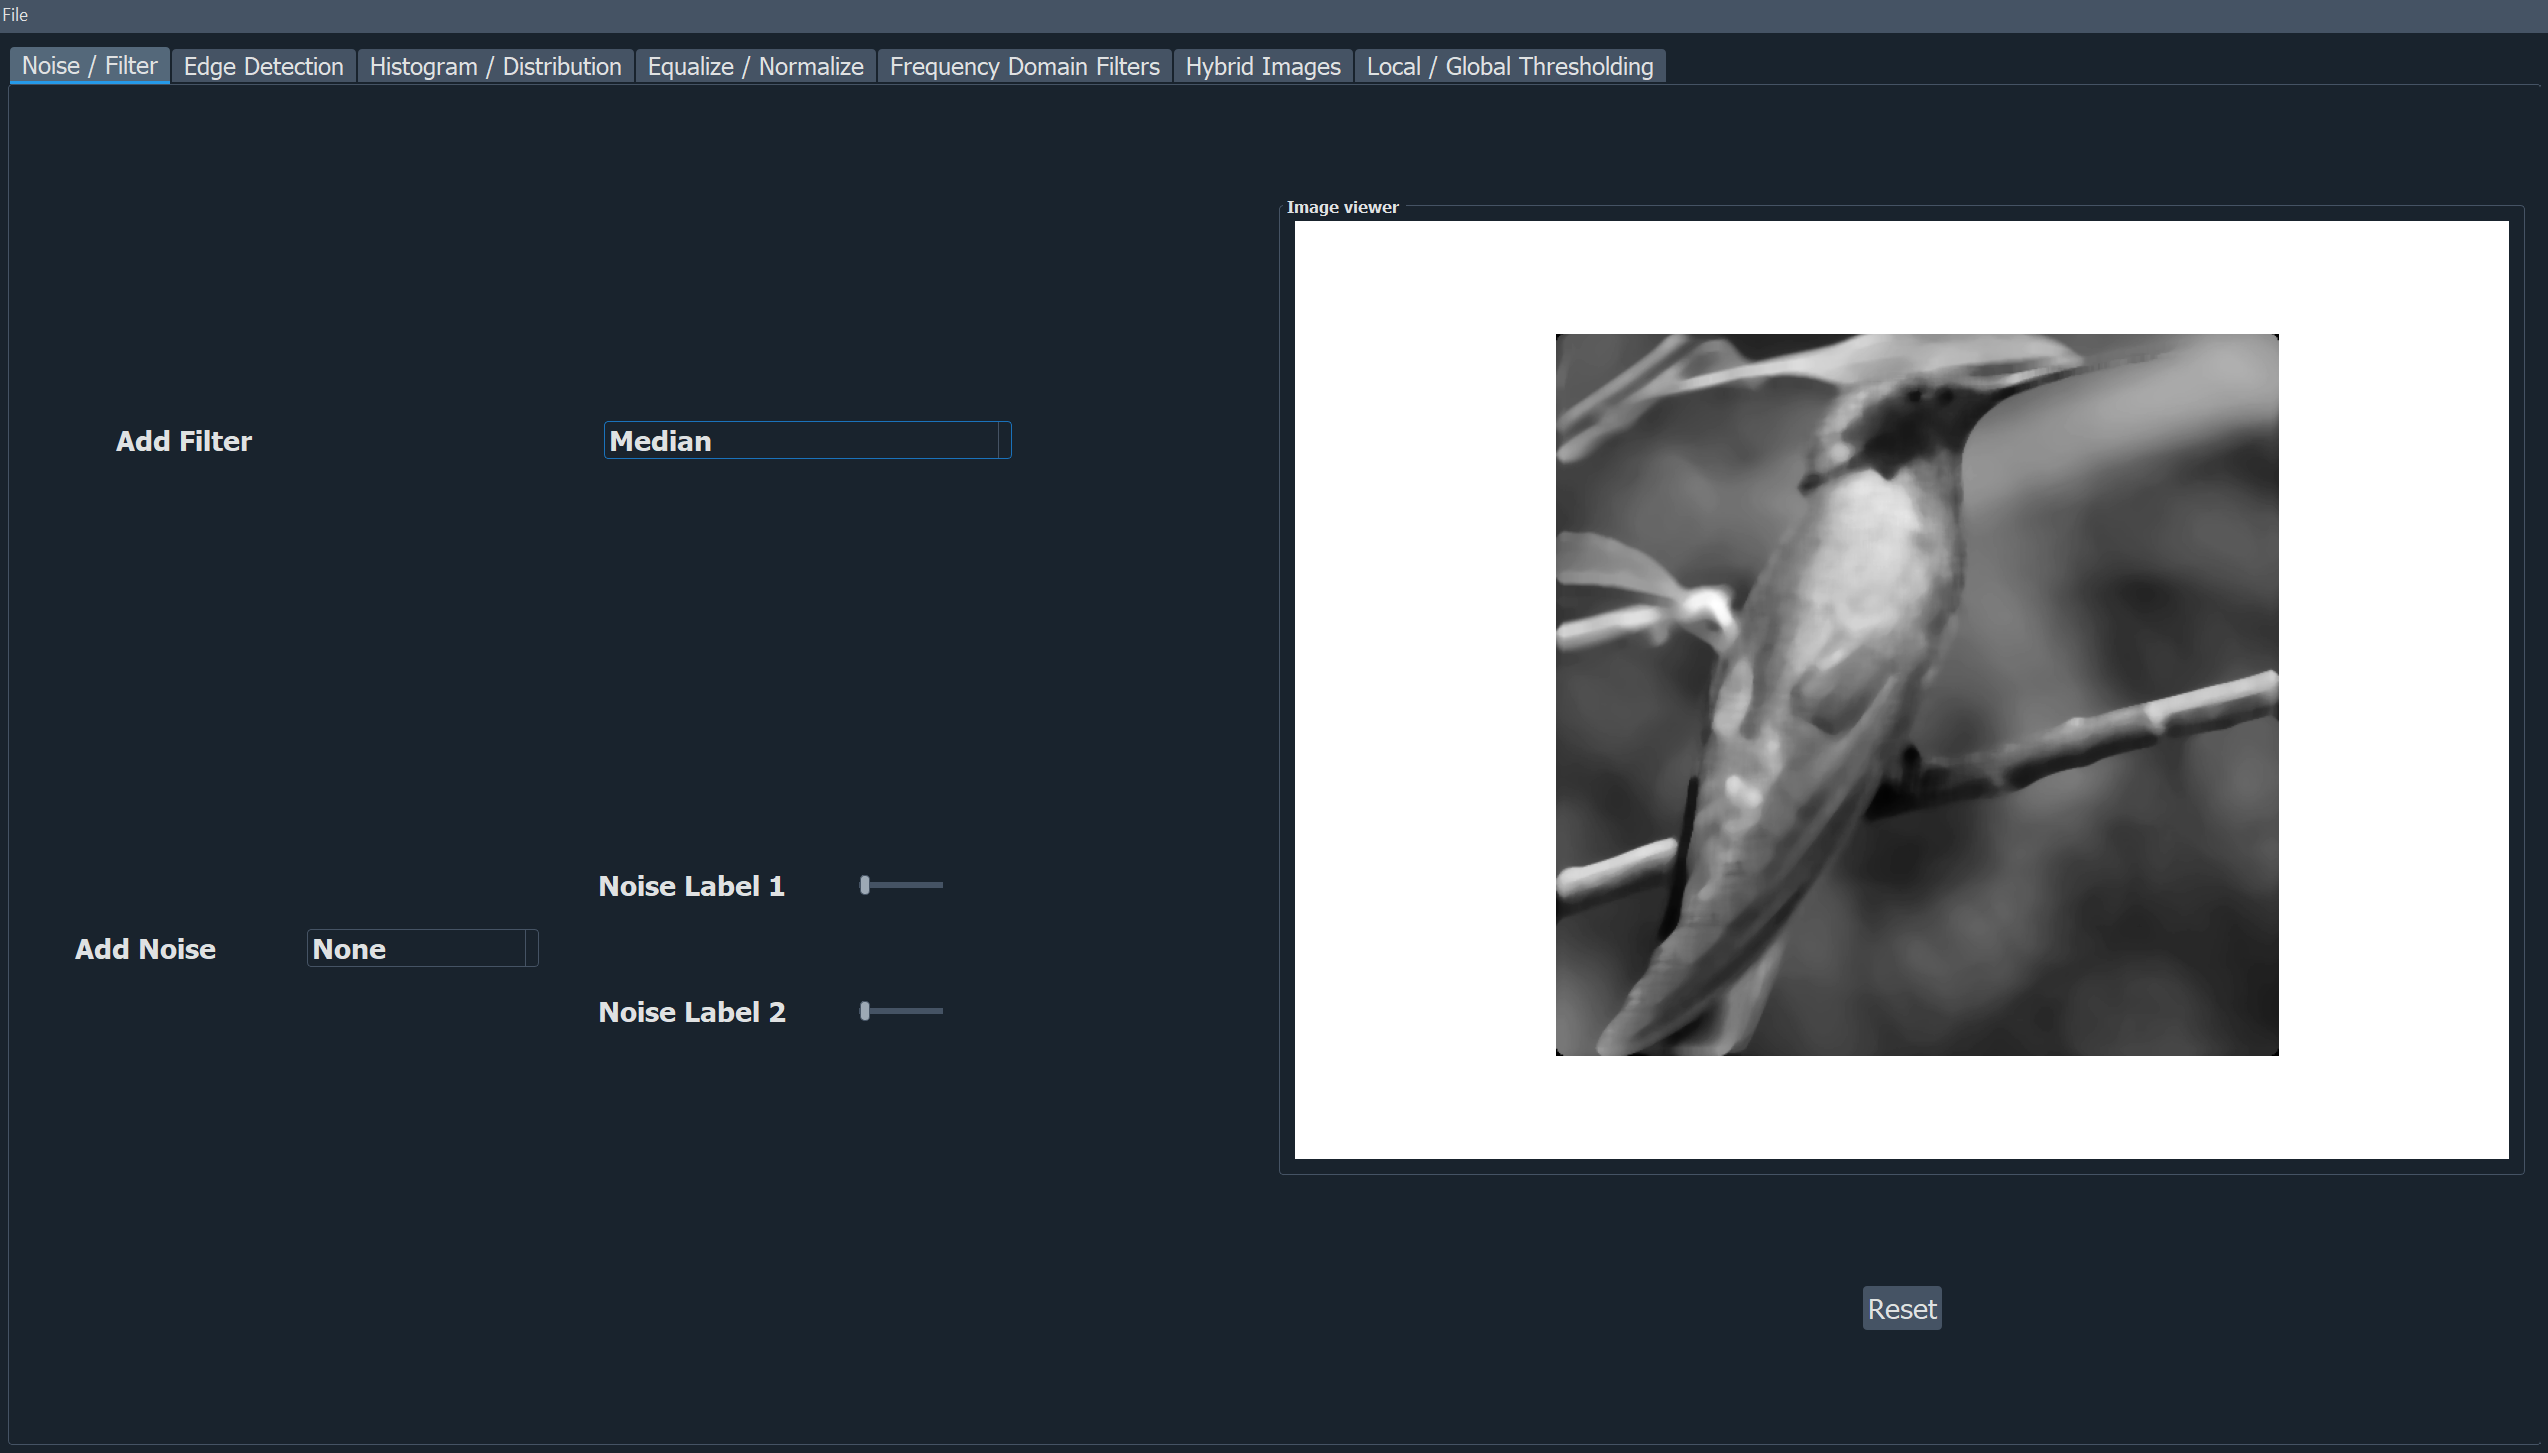 File
Noise / Filter
Edge Detection
Histogram / Distribution
Equalize / Normalize
Frequency Domain Filters
Hybrid Images
Local / Global Thresholding
Image viewer
Add Filter
Median
Noise Label 1
Add Noise
None
Noise Label 2
Reset